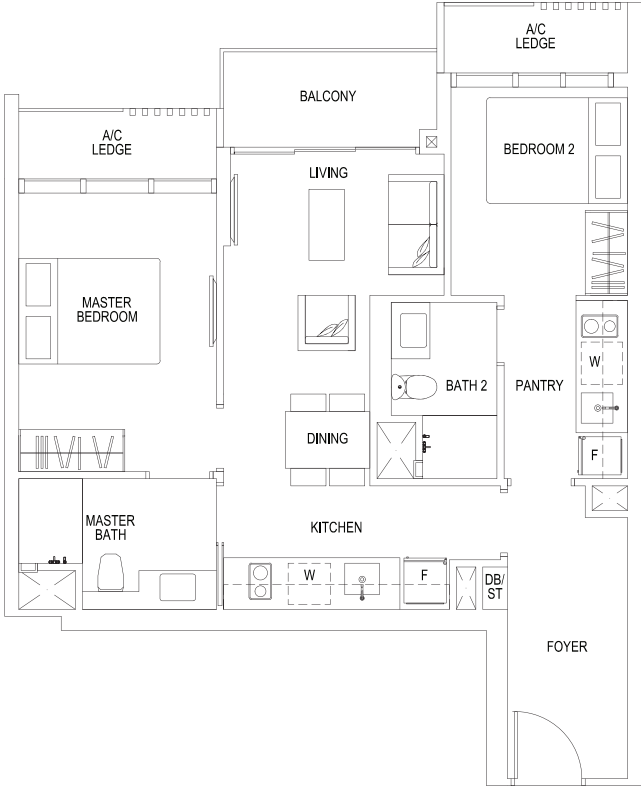 A/C
LEDGE
BALCONY
A/C
LEDGE
BEDROOM 2
LIVING
MASTER
BEDROOM
W
BATH 2
PANTRY
DINING
F
MASTER
BATH
KITCHEN
W
F
DB/
ST
FOYER